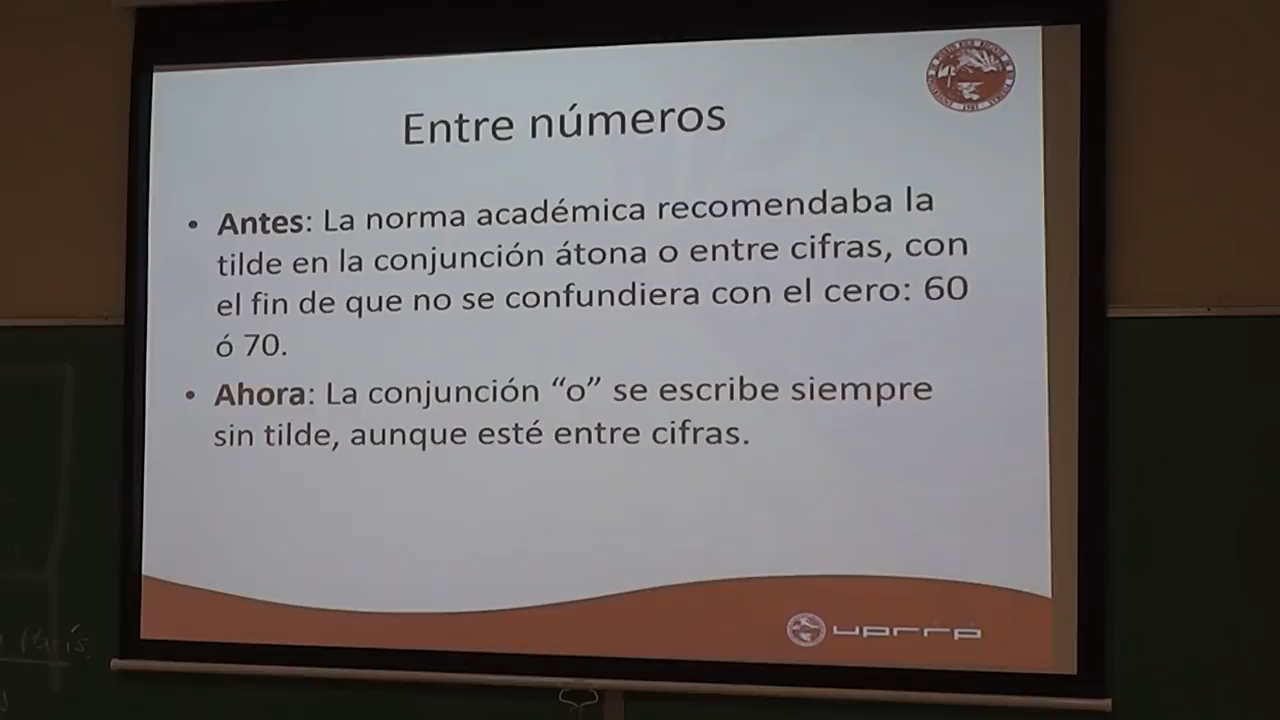 Entre números
• Antes: La norma académica recomendaba la
tilde en la conjunción átona o entre cifras, con
el fin de que no se confundiera con el cero: 60
ó 70.
• Ahora: La conjunción “o” se escribe siempre
sin tilde, aunque esté entre cifras.
uprrp
París